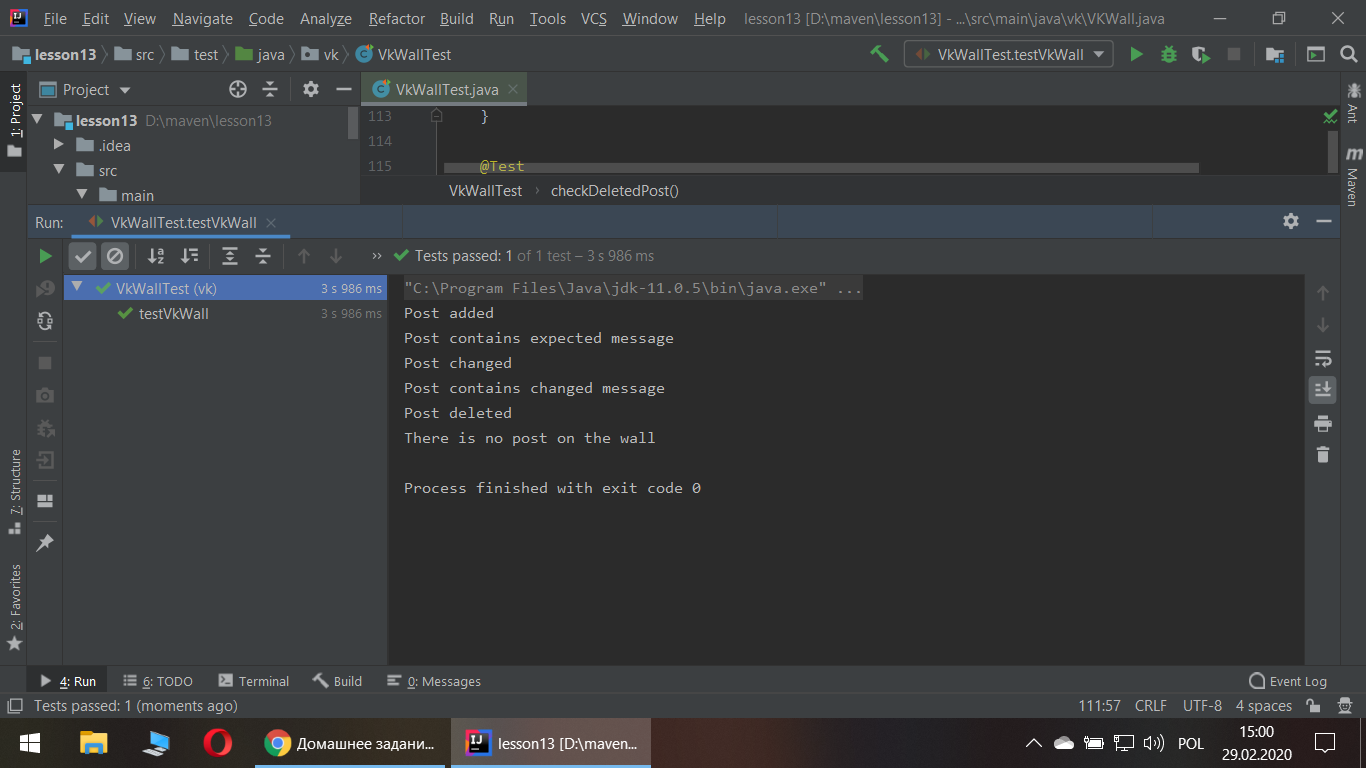 File Edit View Navigate Code Analyze Refactor Build Run Tools VCS Window Help lesson13 [D:\maven\lesson13] - ...\src\main\java\vk\VKWall.java
lesson13 src test java vk VkWallTest VkWallTest.testVkWall
1: Project
Project
VkWallTest.java
Ant
lesson13 D:\maven\lesson13
113 }
.idea
114
src
115 @Test
main
VkWallTest › checkDeletedPost()
Maven
Run: VkWallTest.testVkWall
» Tests passed: 1 of 1 test – 3 s 986 ms
VkWallTest (vk) 3 s 986 ms
testVkWall 3 s 986 ms
"C:\Program Files\Java\jdk-11.0.5\bin\java.exe" ...
Post added
Post contains expected message
Post changed
Post contains changed message
Post deleted
There is no post on the wall
Process finished with exit code 0
7: Structure
2: Favorites
4: Run 6: TODO Terminal Build 0: Messages Event Log
Tests passed: 1 (moments ago) 111:57 CRLF UTF-8 4 spaces
Домашнее задани... lesson13 [D:\maven... POL 15:00
29.02.2020